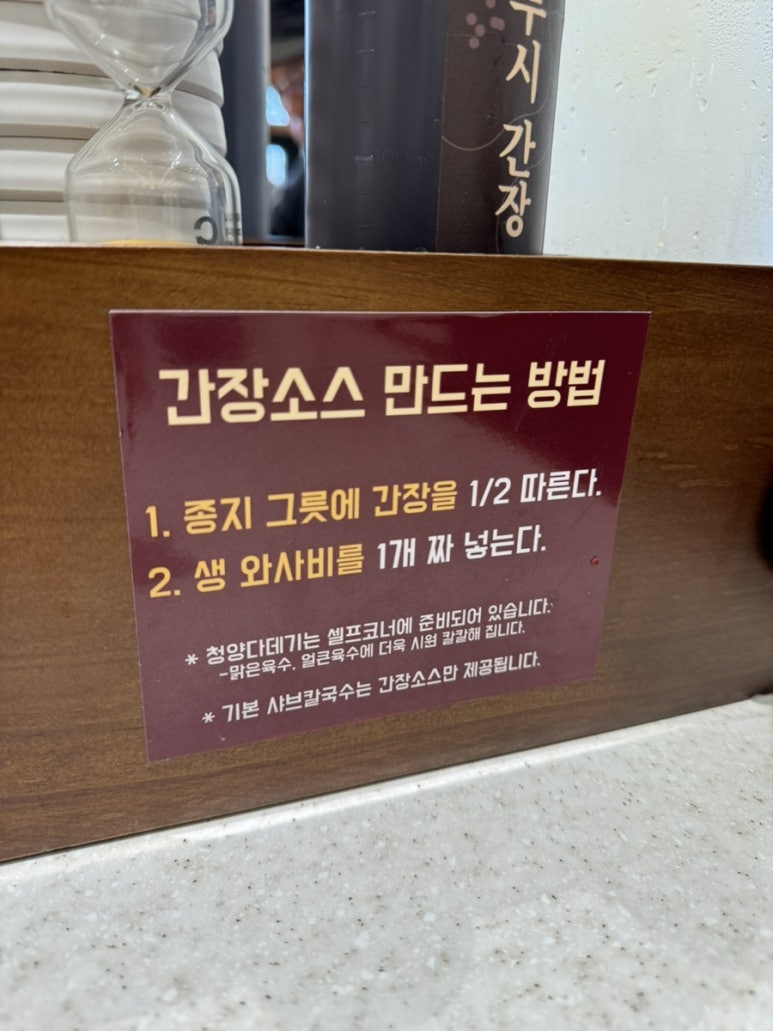 간장
간장소스 만드는 방법
1. 종지 그릇에 간장을 1/2 따른다.
2. 생 와사비를 1개 짜 넣는다.
* 청양다데기는 셀프코너에 준비되어 있습니다.
-맑은육수, 얼큰육수에 더욱 시원 칼칼해 집니다.
* 기본 샤브칼국수는 간장소스만 제공됩니다.